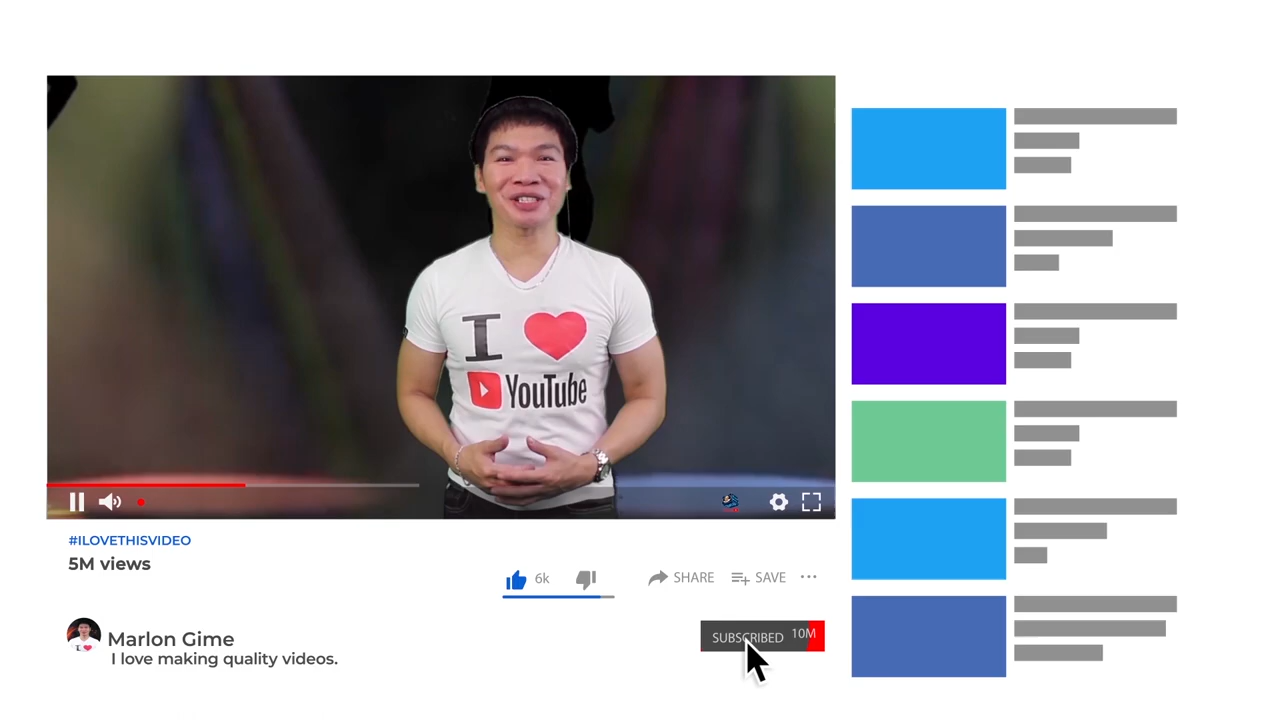 I
YouTube
#ILOVETHISVIDEO
5M views
6k
SHARE
SAVE
SUBSCRIBED 10M
Marlon Gime
I love making quality videos.